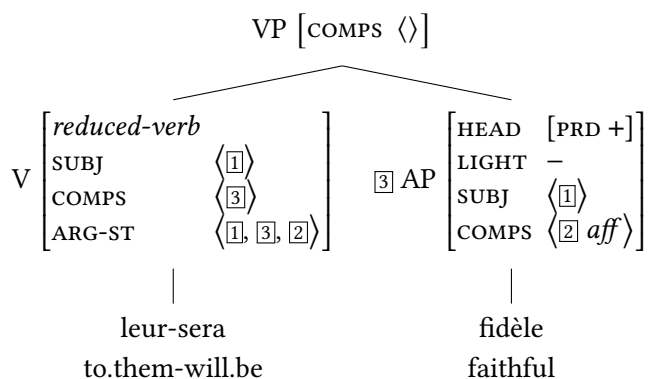 VP [COMPS ⟨⟩]
V [reduced-verb
SUBJ ⟨[1]⟩
COMPS ⟨[3]⟩
ARG-ST ⟨[1], [3], [2]⟩]
[3] AP [HEAD [PRD +]
LIGHT −
SUBJ ⟨[1]⟩
COMPS ⟨[2] aff⟩]
leur-sera
to.them-will.be
fidèle
faithful